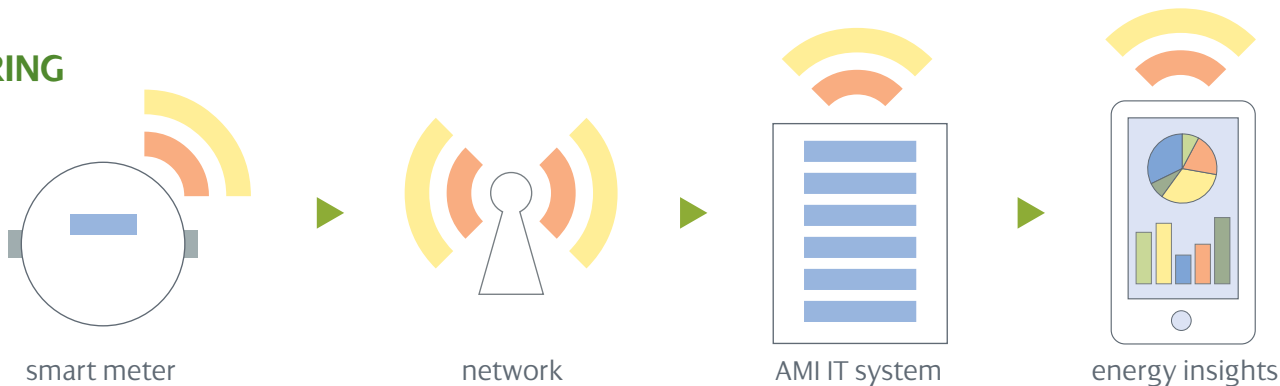 RING
smart meter
network
AMI IT system
energy insights